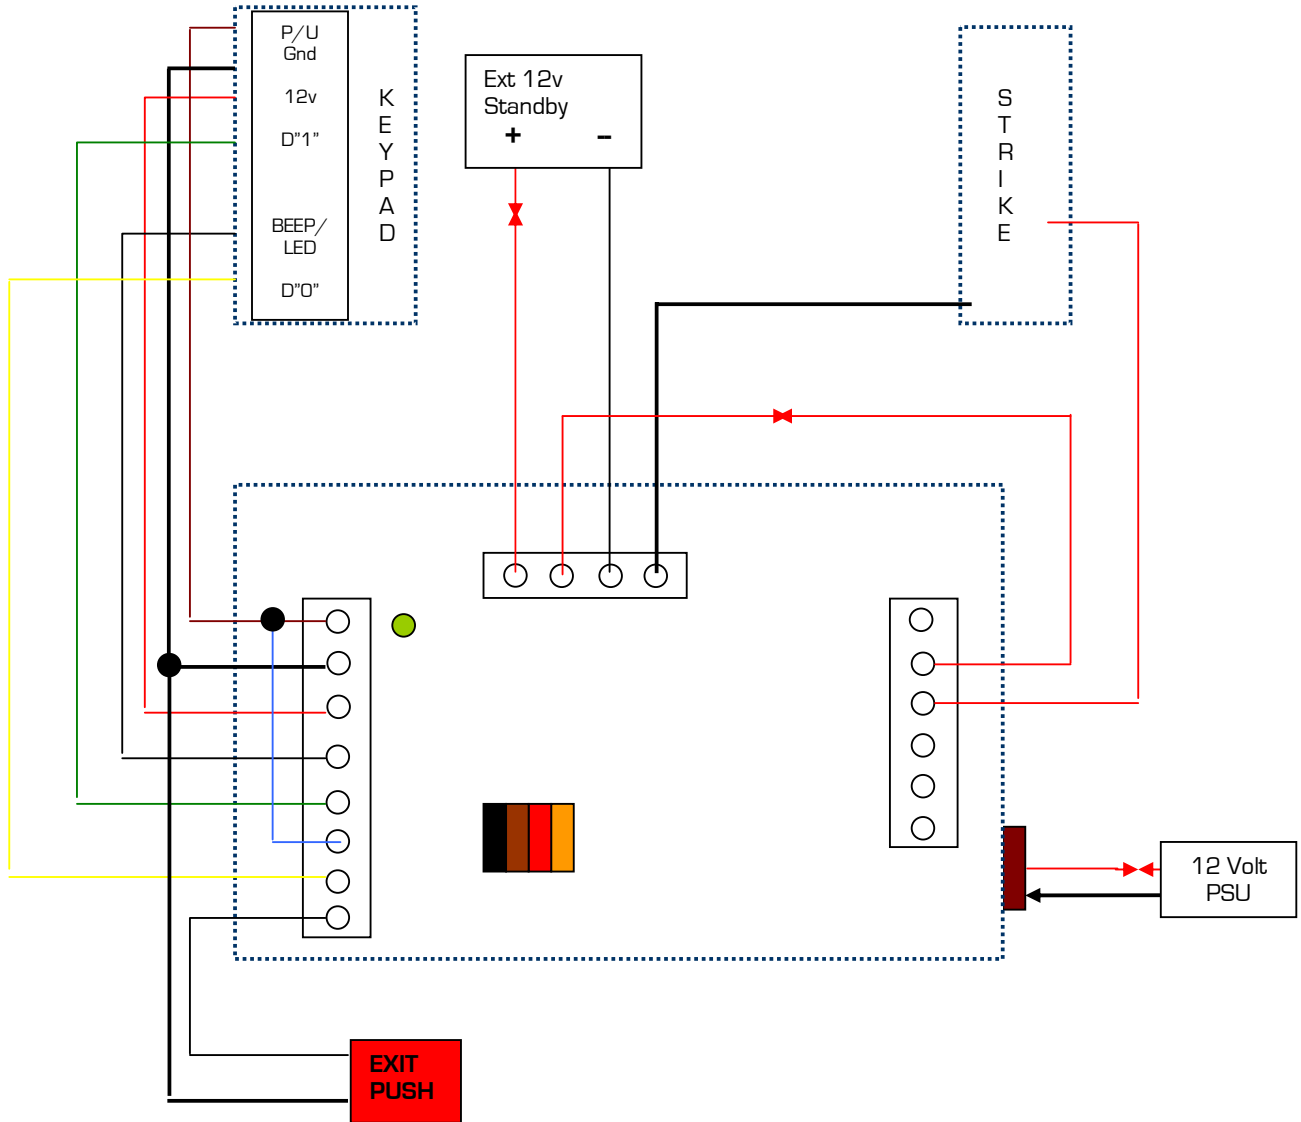 P/U
Gnd
12v
D"1"
BEEP/
LED
D"0"
K
E
Y
P
A
D
Ext 12v
Standby
+ –
S
T
R
I
K
E
12 Volt
PSU
EXIT
PUSH